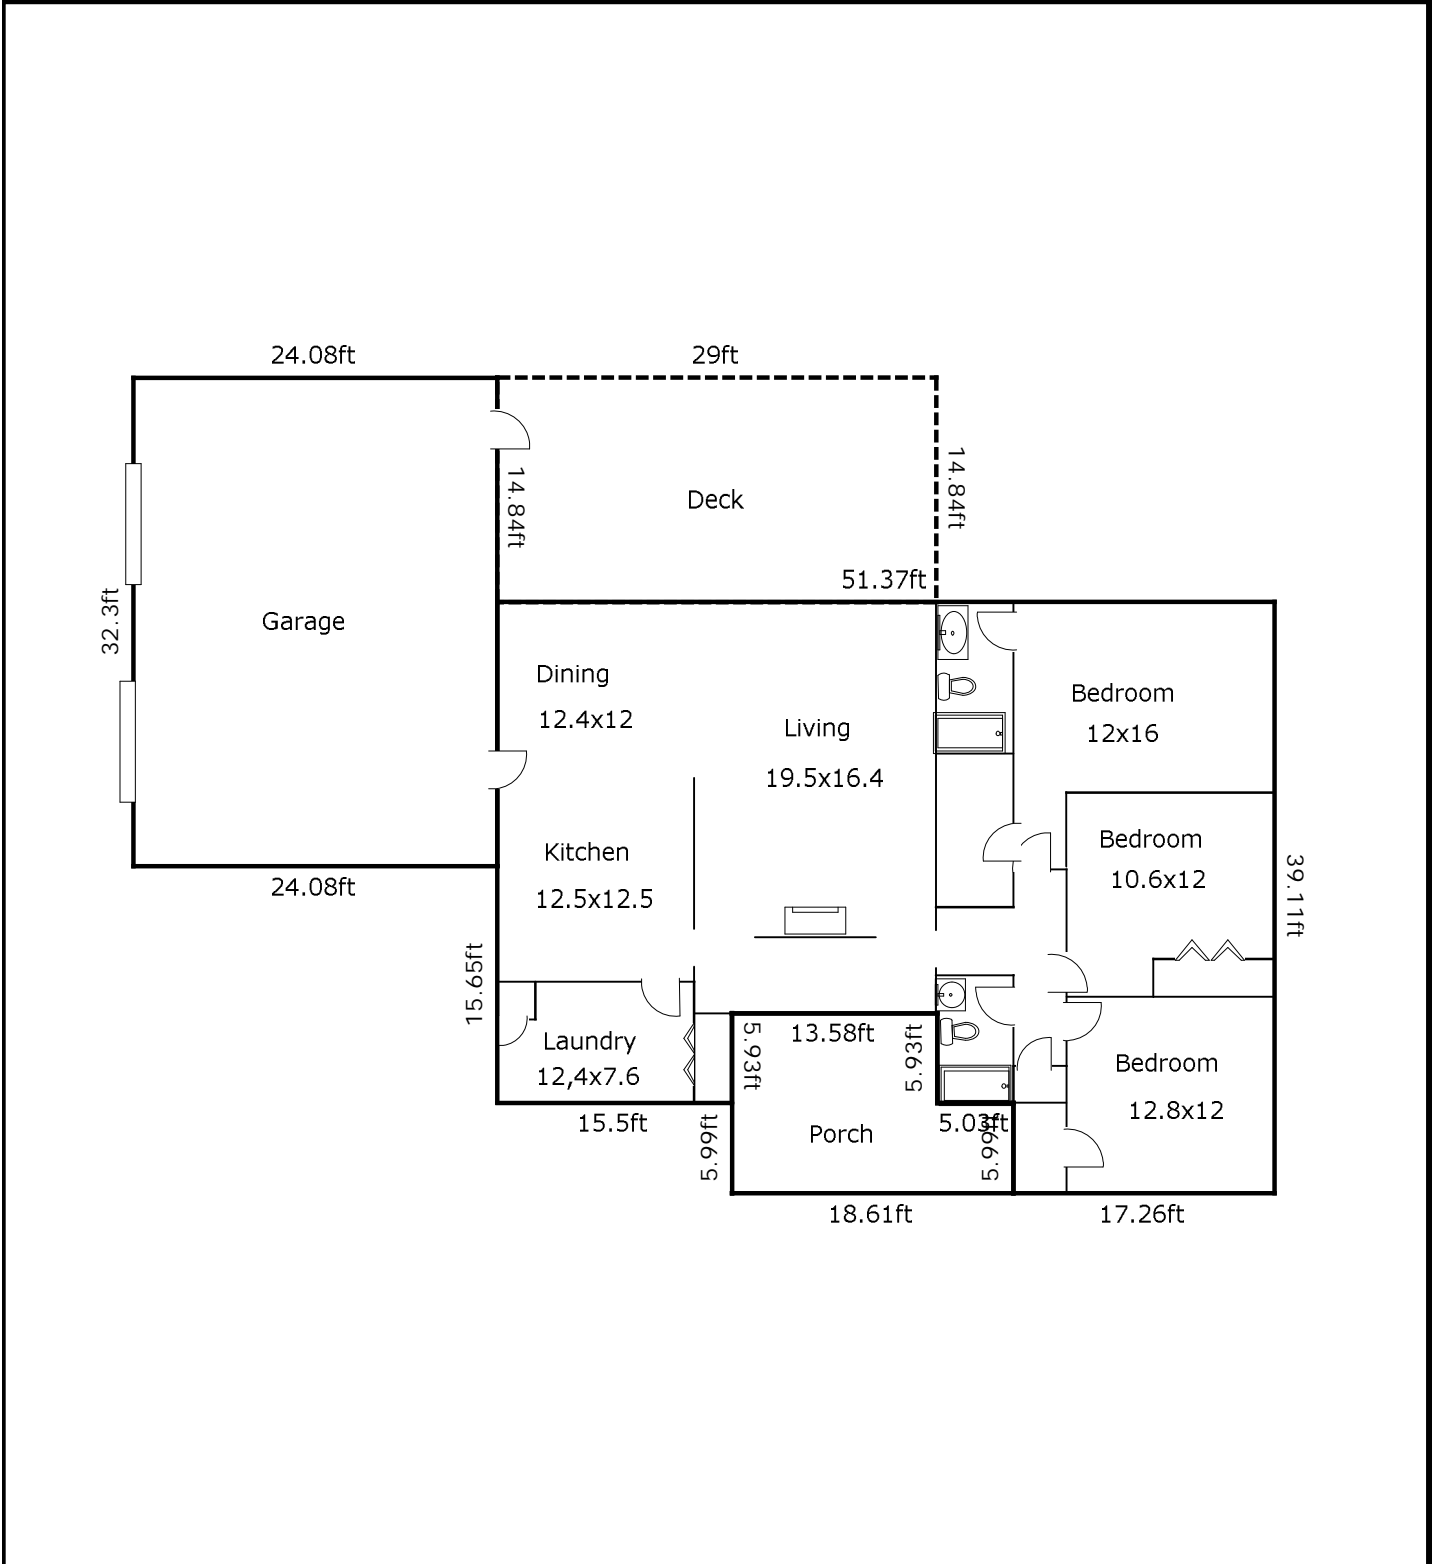 24.08ft
29ft
14.84ft
14.84ft
Deck
51.37ft
32.3ft
Garage
Dining
12.4x12
Living
19.5x16.4
Bedroom
12x16
Kitchen
12.5x12.5
Bedroom
10.6x12
24.08ft
39.11ft
15.65ft
Laundry
12,4x7.6
5.93ft
13.58ft
5.93ft
Bedroom
12.8x12
15.5ft
5.99ft
Porch
5.03ft
5.99ft
18.61ft
17.26ft